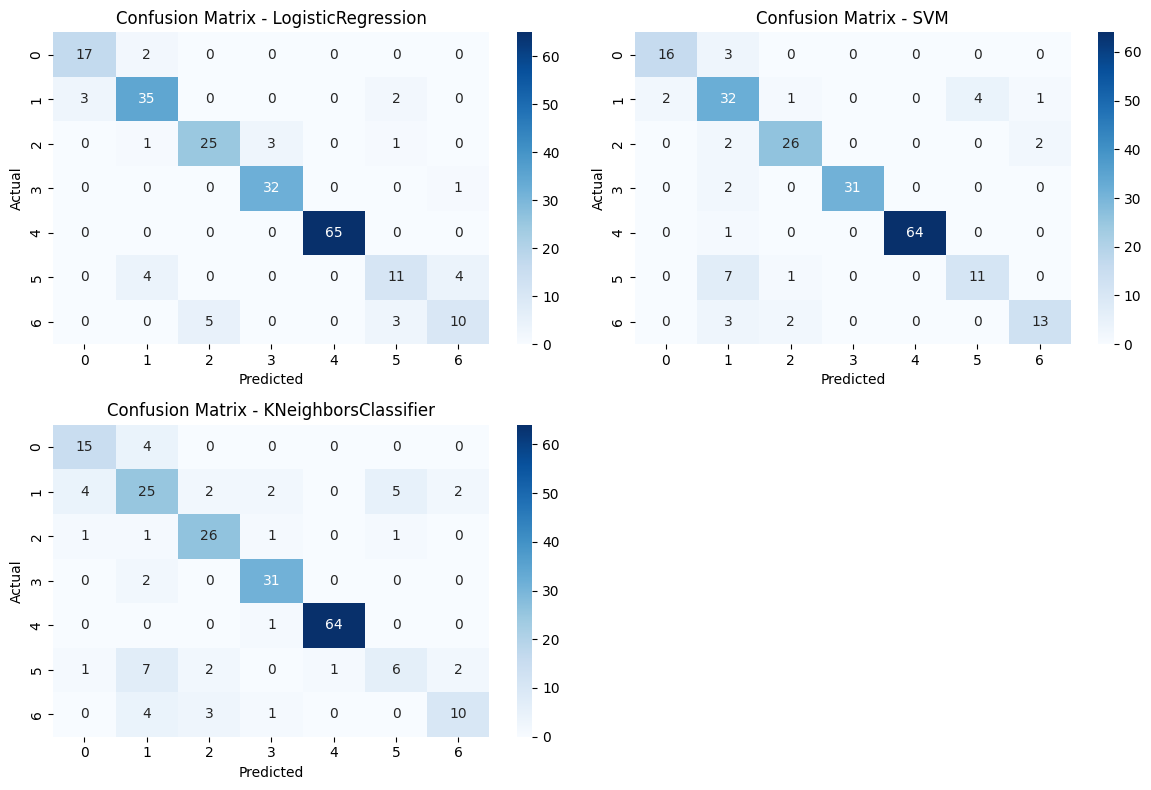 Confusion Matrix - LogisticRegression
0 17 2 0 0 0 0 0
1 3 35 0 0 0 2 0
2 0 1 25 3 0 1 0
3 0 0 0 32 0 0 1
4 0 0 0 0 65 0 0
5 0 4 0 0 0 11 4
6 0 0 5 0 0 3 10
0 1 2 3 4 5 6
Predicted
Actual
60
50
40
30
20
10
0
Confusion Matrix - SVM
0 16 3 0 0 0 0 0
1 2 32 1 0 0 4 1
2 0 2 26 0 0 0 2
3 0 2 0 31 0 0 0
4 0 1 0 0 64 0 0
5 0 7 1 0 0 11 0
6 0 3 2 0 0 0 13
0 1 2 3 4 5 6
Predicted
Actual
60
50
40
30
20
10
0
Confusion Matrix - KNeighborsClassifier
0 15 4 0 0 0 0 0
1 4 25 2 2 0 5 2
2 1 1 26 1 0 1 0
3 0 2 0 31 0 0 0
4 0 0 0 1 64 0 0
5 1 7 2 0 1 6 2
6 0 4 3 1 0 0 10
0 1 2 3 4 5 6
Predicted
Actual
60
50
40
30
20
10
0